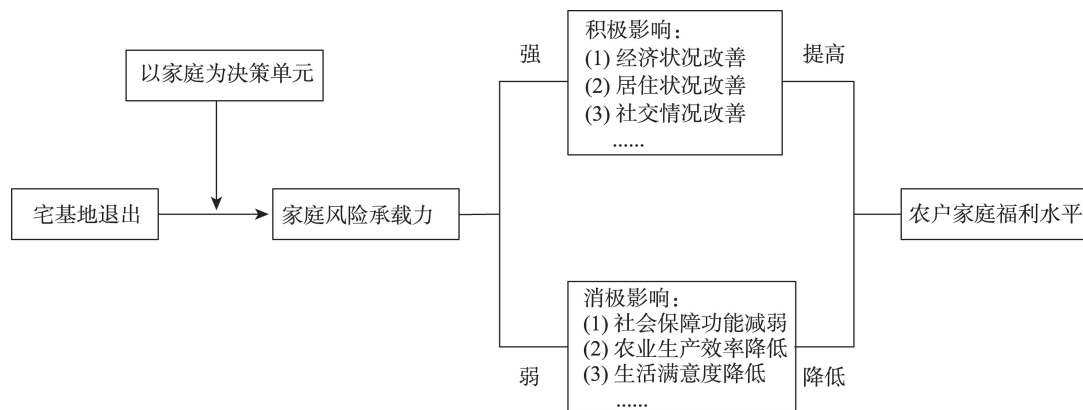 以家庭为决策单元
宅基地退出
家庭风险承载力
强
积极影响：
(1) 经济状况改善
(2) 居住状况改善
(3) 社交情况改善
......
提高
弱
消极影响：
(1) 社会保障功能减弱
(2) 农业生产效率降低
(3) 生活满意度降低
......
降低
农户家庭福利水平